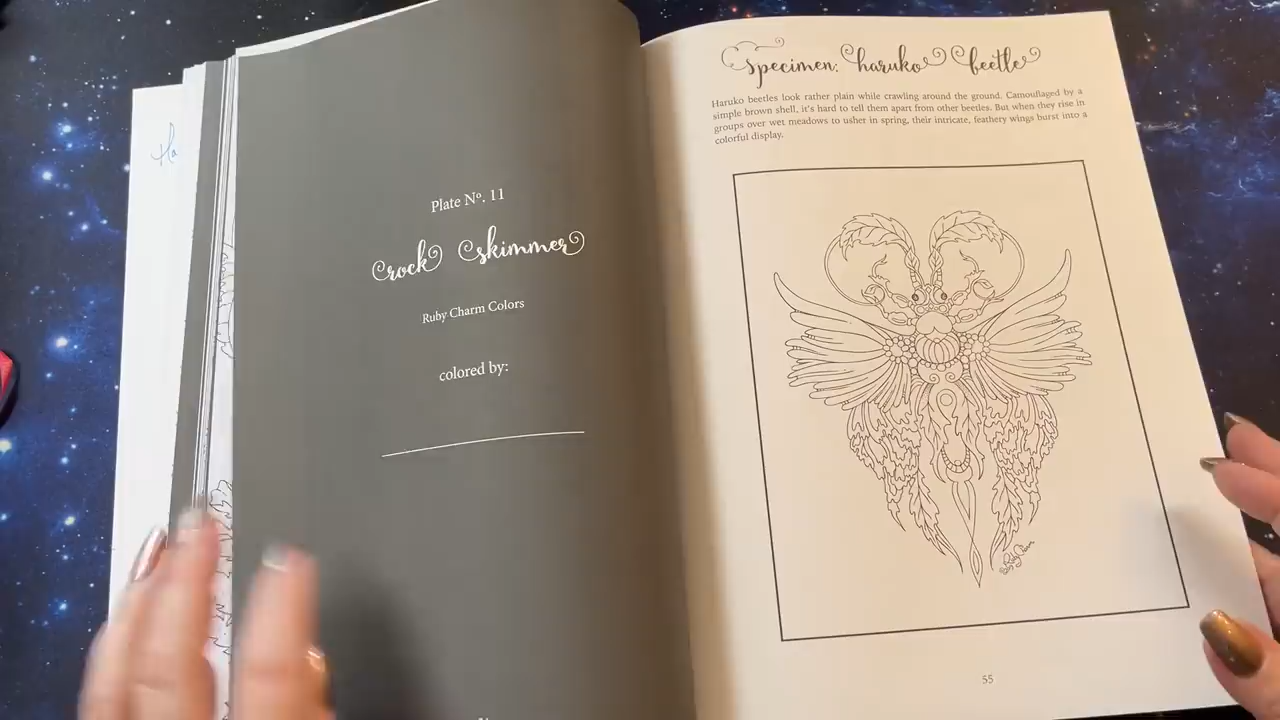 Ha
Plate Nº. 11
rock skimmer
Ruby Charm Colors
colored by:
specimen: haruko beetle
Haruko beetles look rather plain while crawling around the ground. Camouflaged by a
simple brown shell, it's hard to tell them apart from other beetles. But when they rise in
groups over wet meadows to usher in spring, their intricate, feathery wings burst into a
colorful display.
55